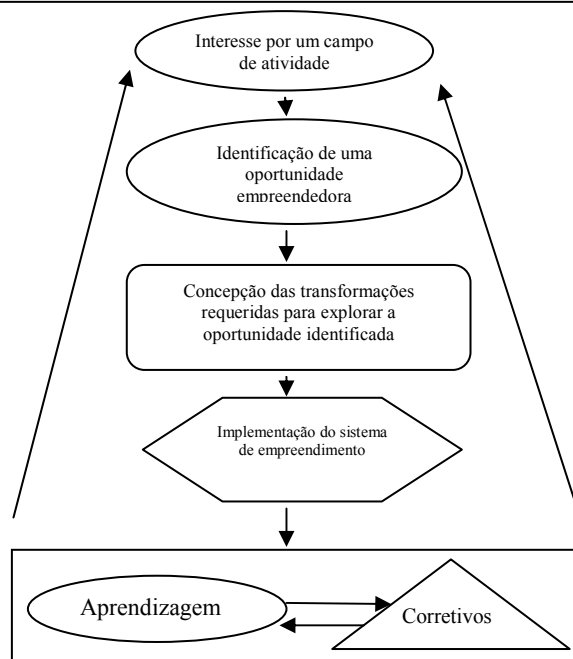 Interesse por um campo
de atividade
Identificação de uma
oportunidade
empreendedora
Concepção das transformações
requeridas para explorar a
oportunidade identificada
Implementação do sistema
de empreendimento
Aprendizagem
Corretivos